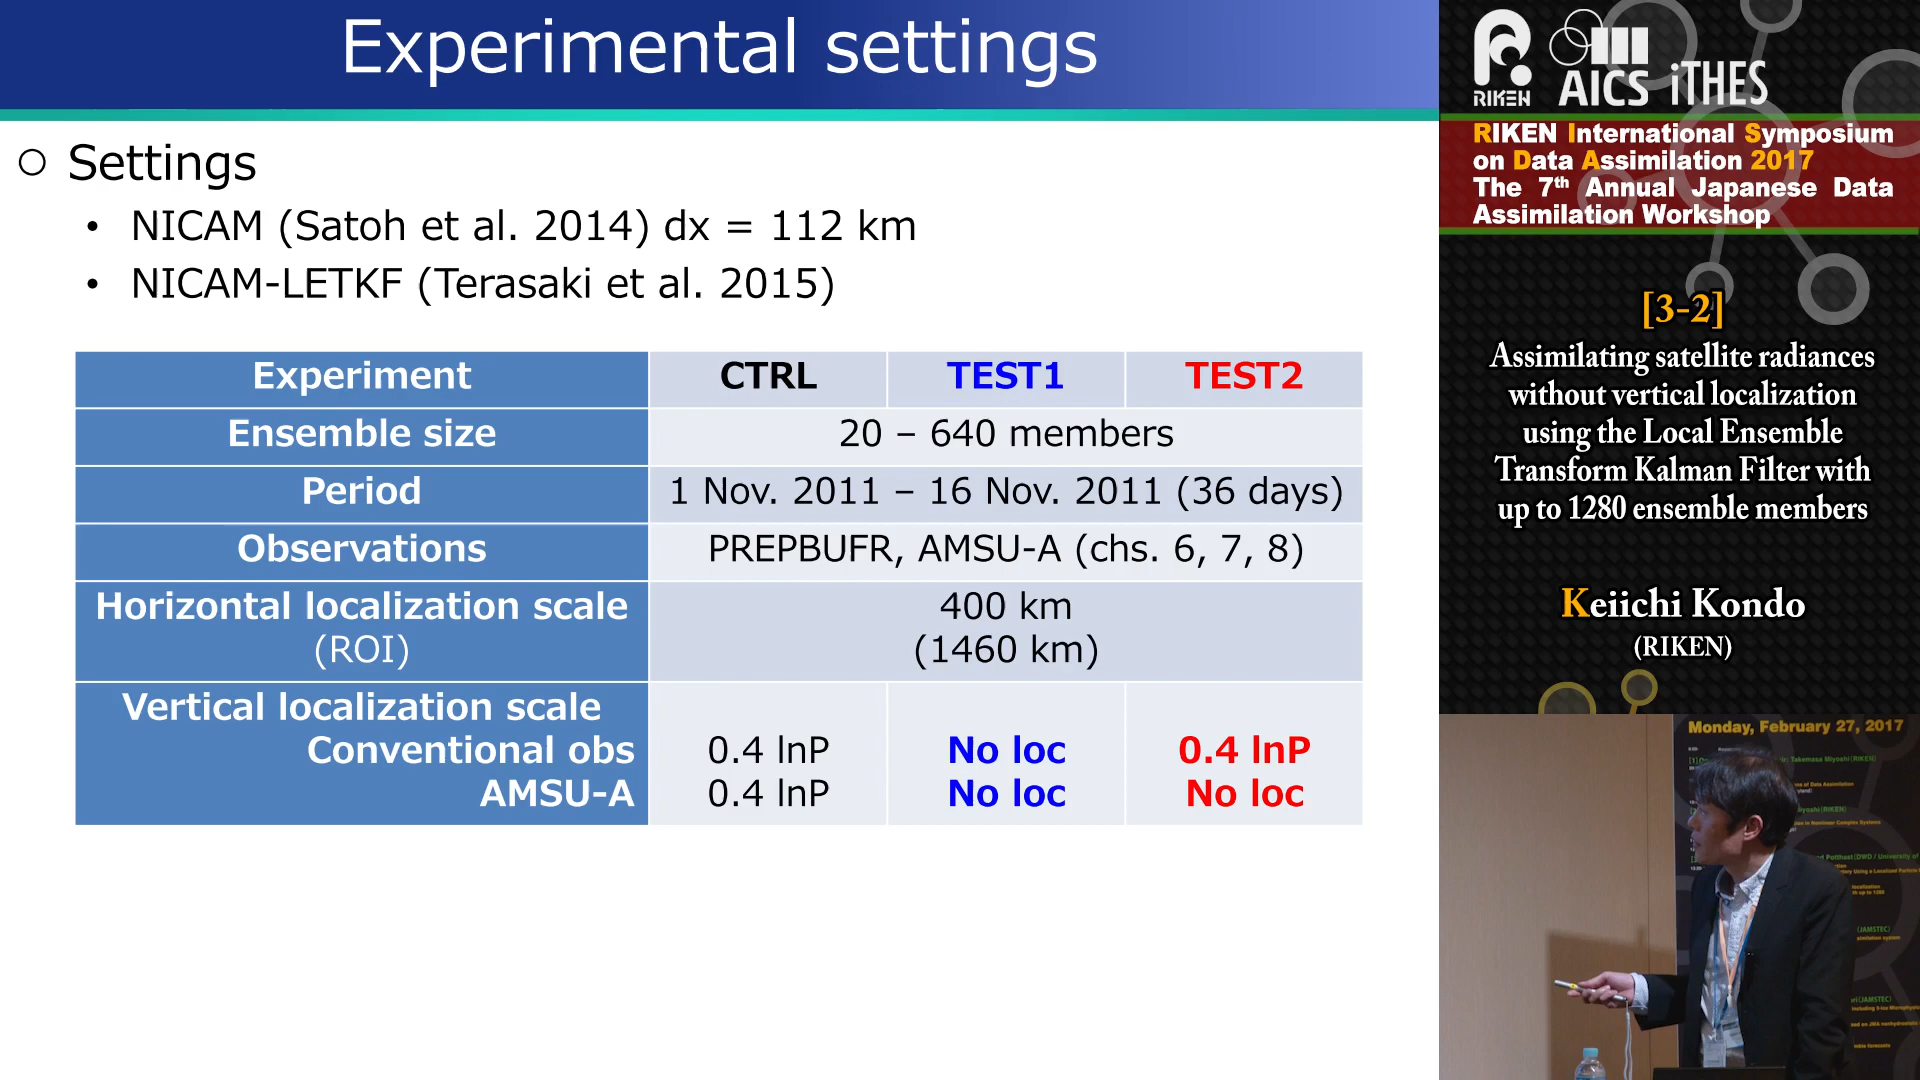 Experimental settings
Settings
• NICAM (Satoh et al. 2014) dx = 112 km
• NICAM-LETKF (Terasaki et al. 2015)
Experiment CTRL TEST1 TEST2
Ensemble size 20 – 640 members
Period 1 Nov. 2011 – 16 Nov. 2011 (36 days)
Observations PREPBUFR, AMSU-A (chs. 6, 7, 8)
Horizontal localization scale 400 km
(ROI) (1460 km)
Vertical localization scale
Conventional obs 0.4 lnP No loc 0.4 lnP
AMSU-A 0.4 lnP No loc No loc
RIKEN AICS iTHES
RIKEN International Symposium
on Data Assimilation 2017
The 7th Annual Japanese Data
Assimilation Workshop
[3-2]
Assimilating satellite radiances
without vertical localization
using the Local Ensemble
Transform Kalman Filter with
up to 1280 ensemble members
Keiichi Kondo
(RIKEN)
Monday, February 27, 2017
Takemasa Miyoshi (RIKEN)
(JAMSTEC)